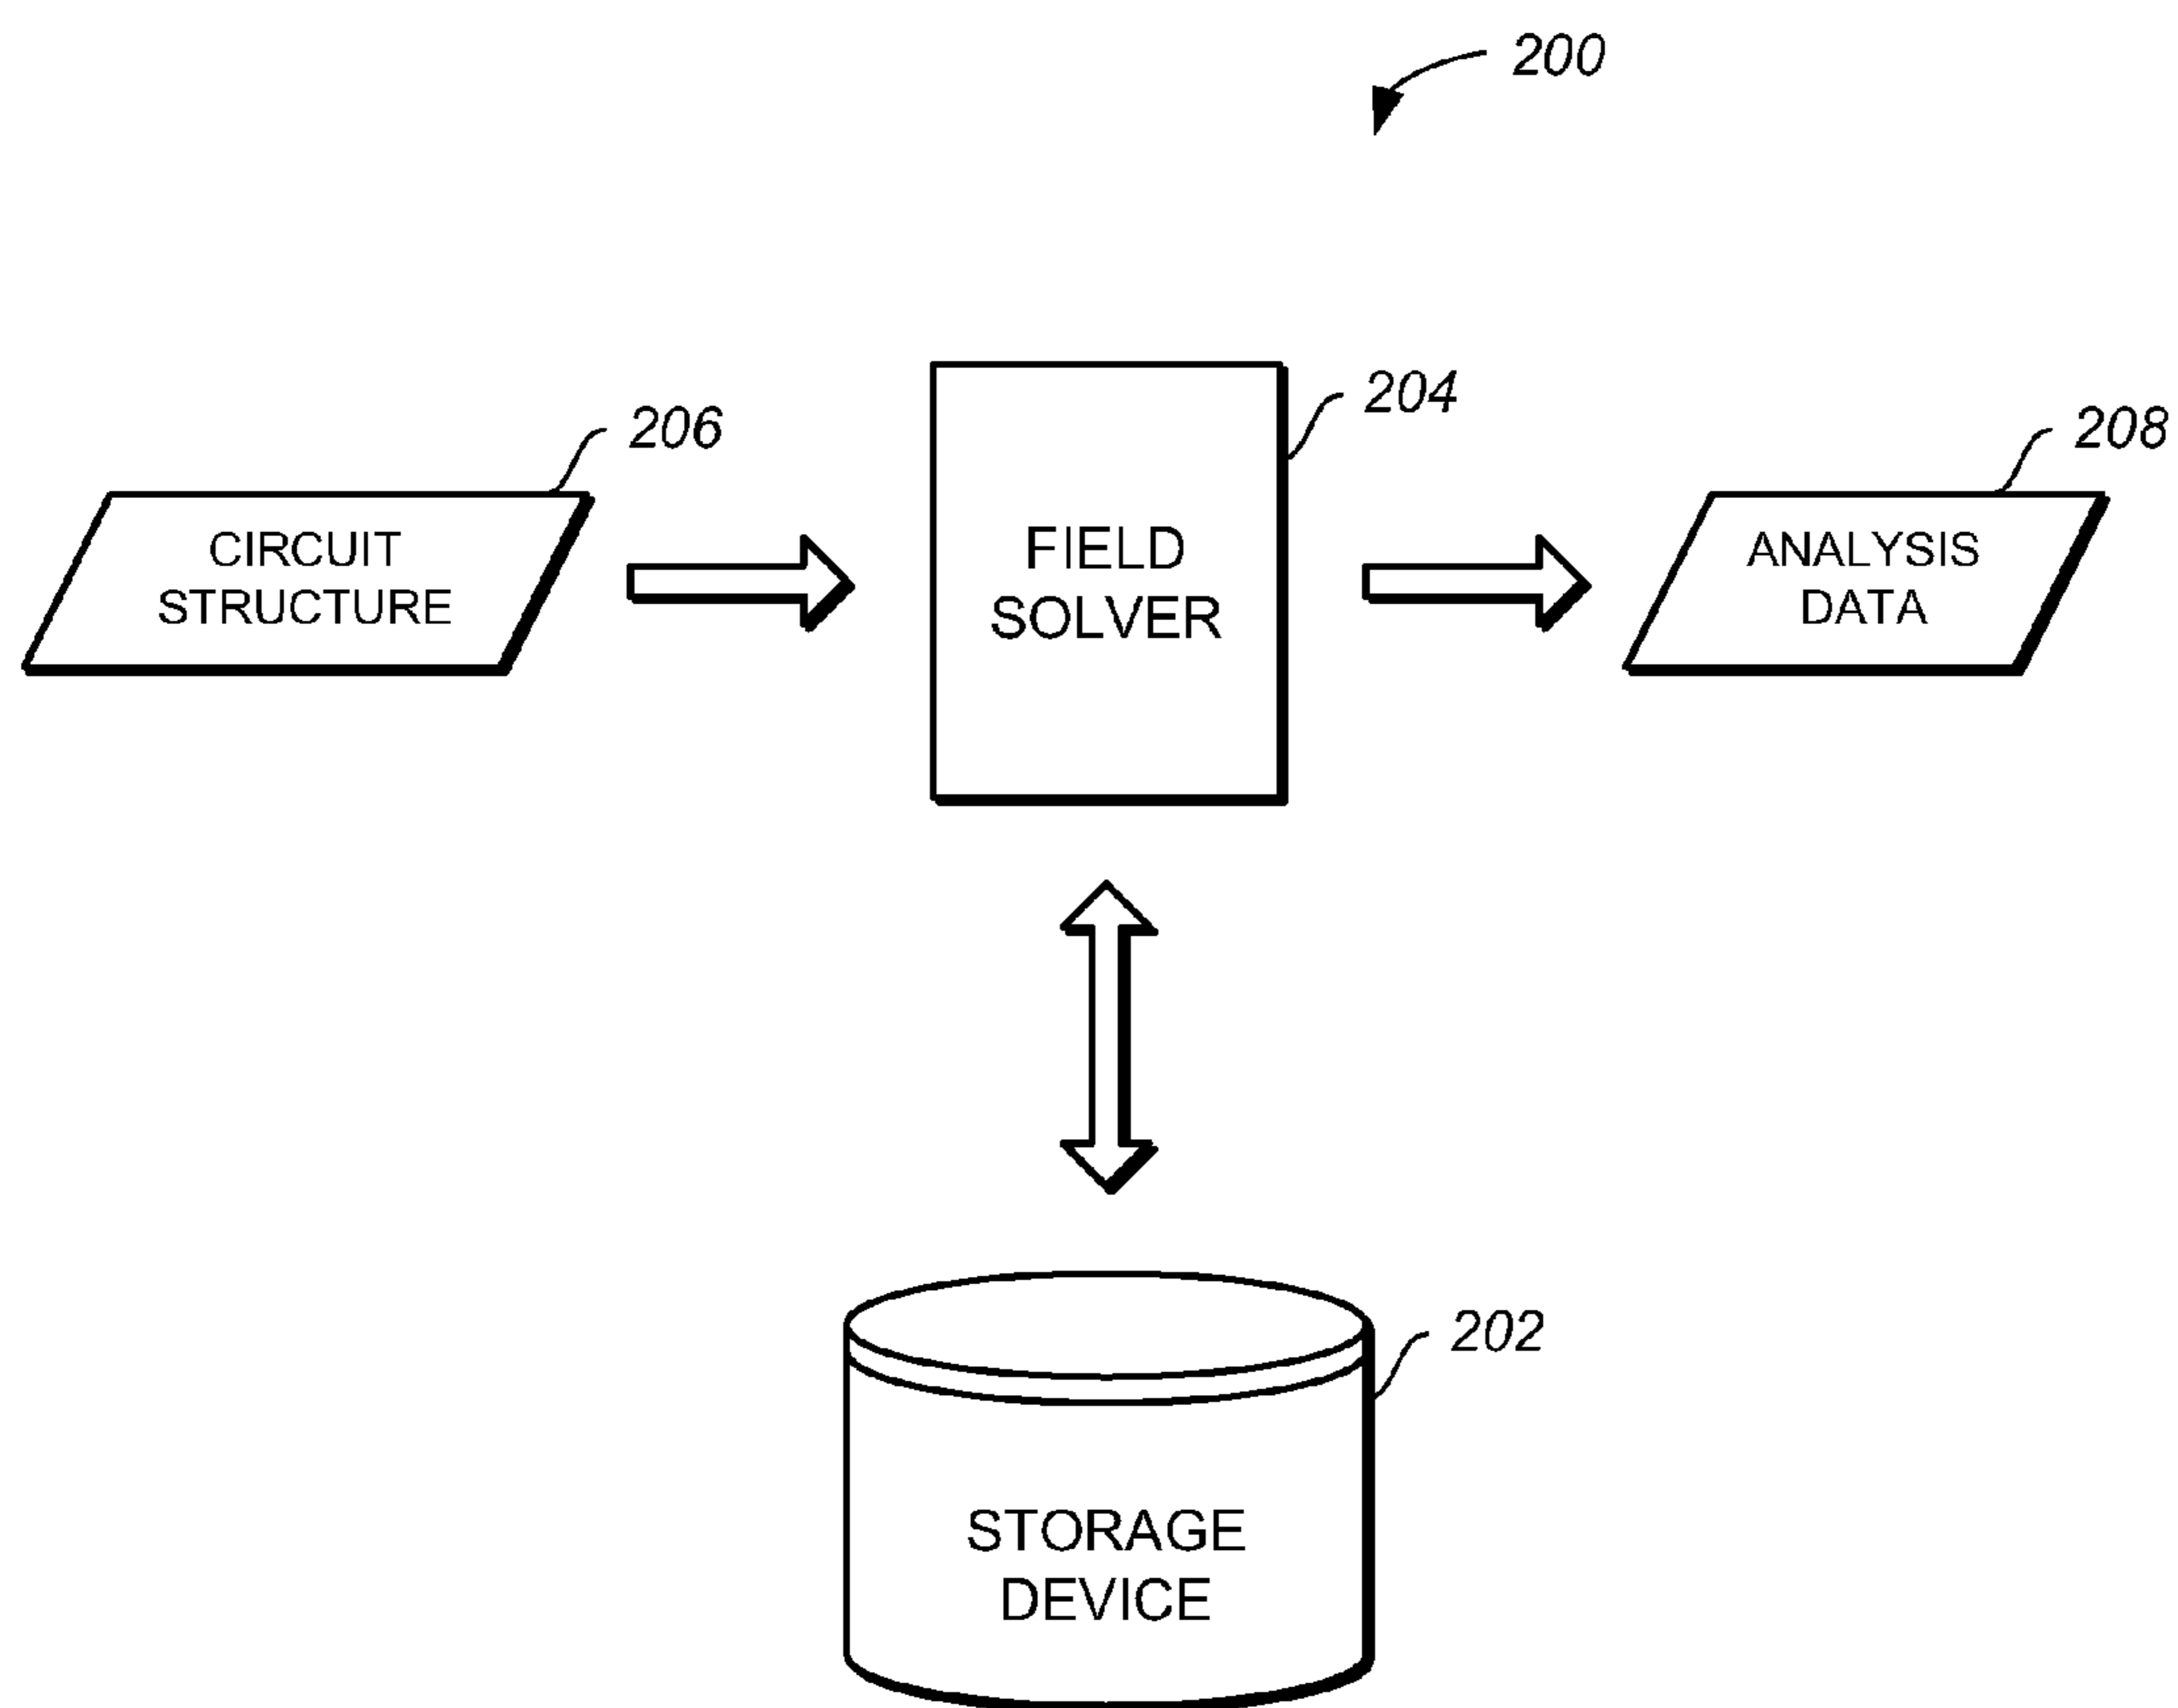 200
204
206
208
CIRCUIT
STRUCTURE
FIELD
SOLVER
ANALYSIS
DATA
202
STORAGE
DEVICE